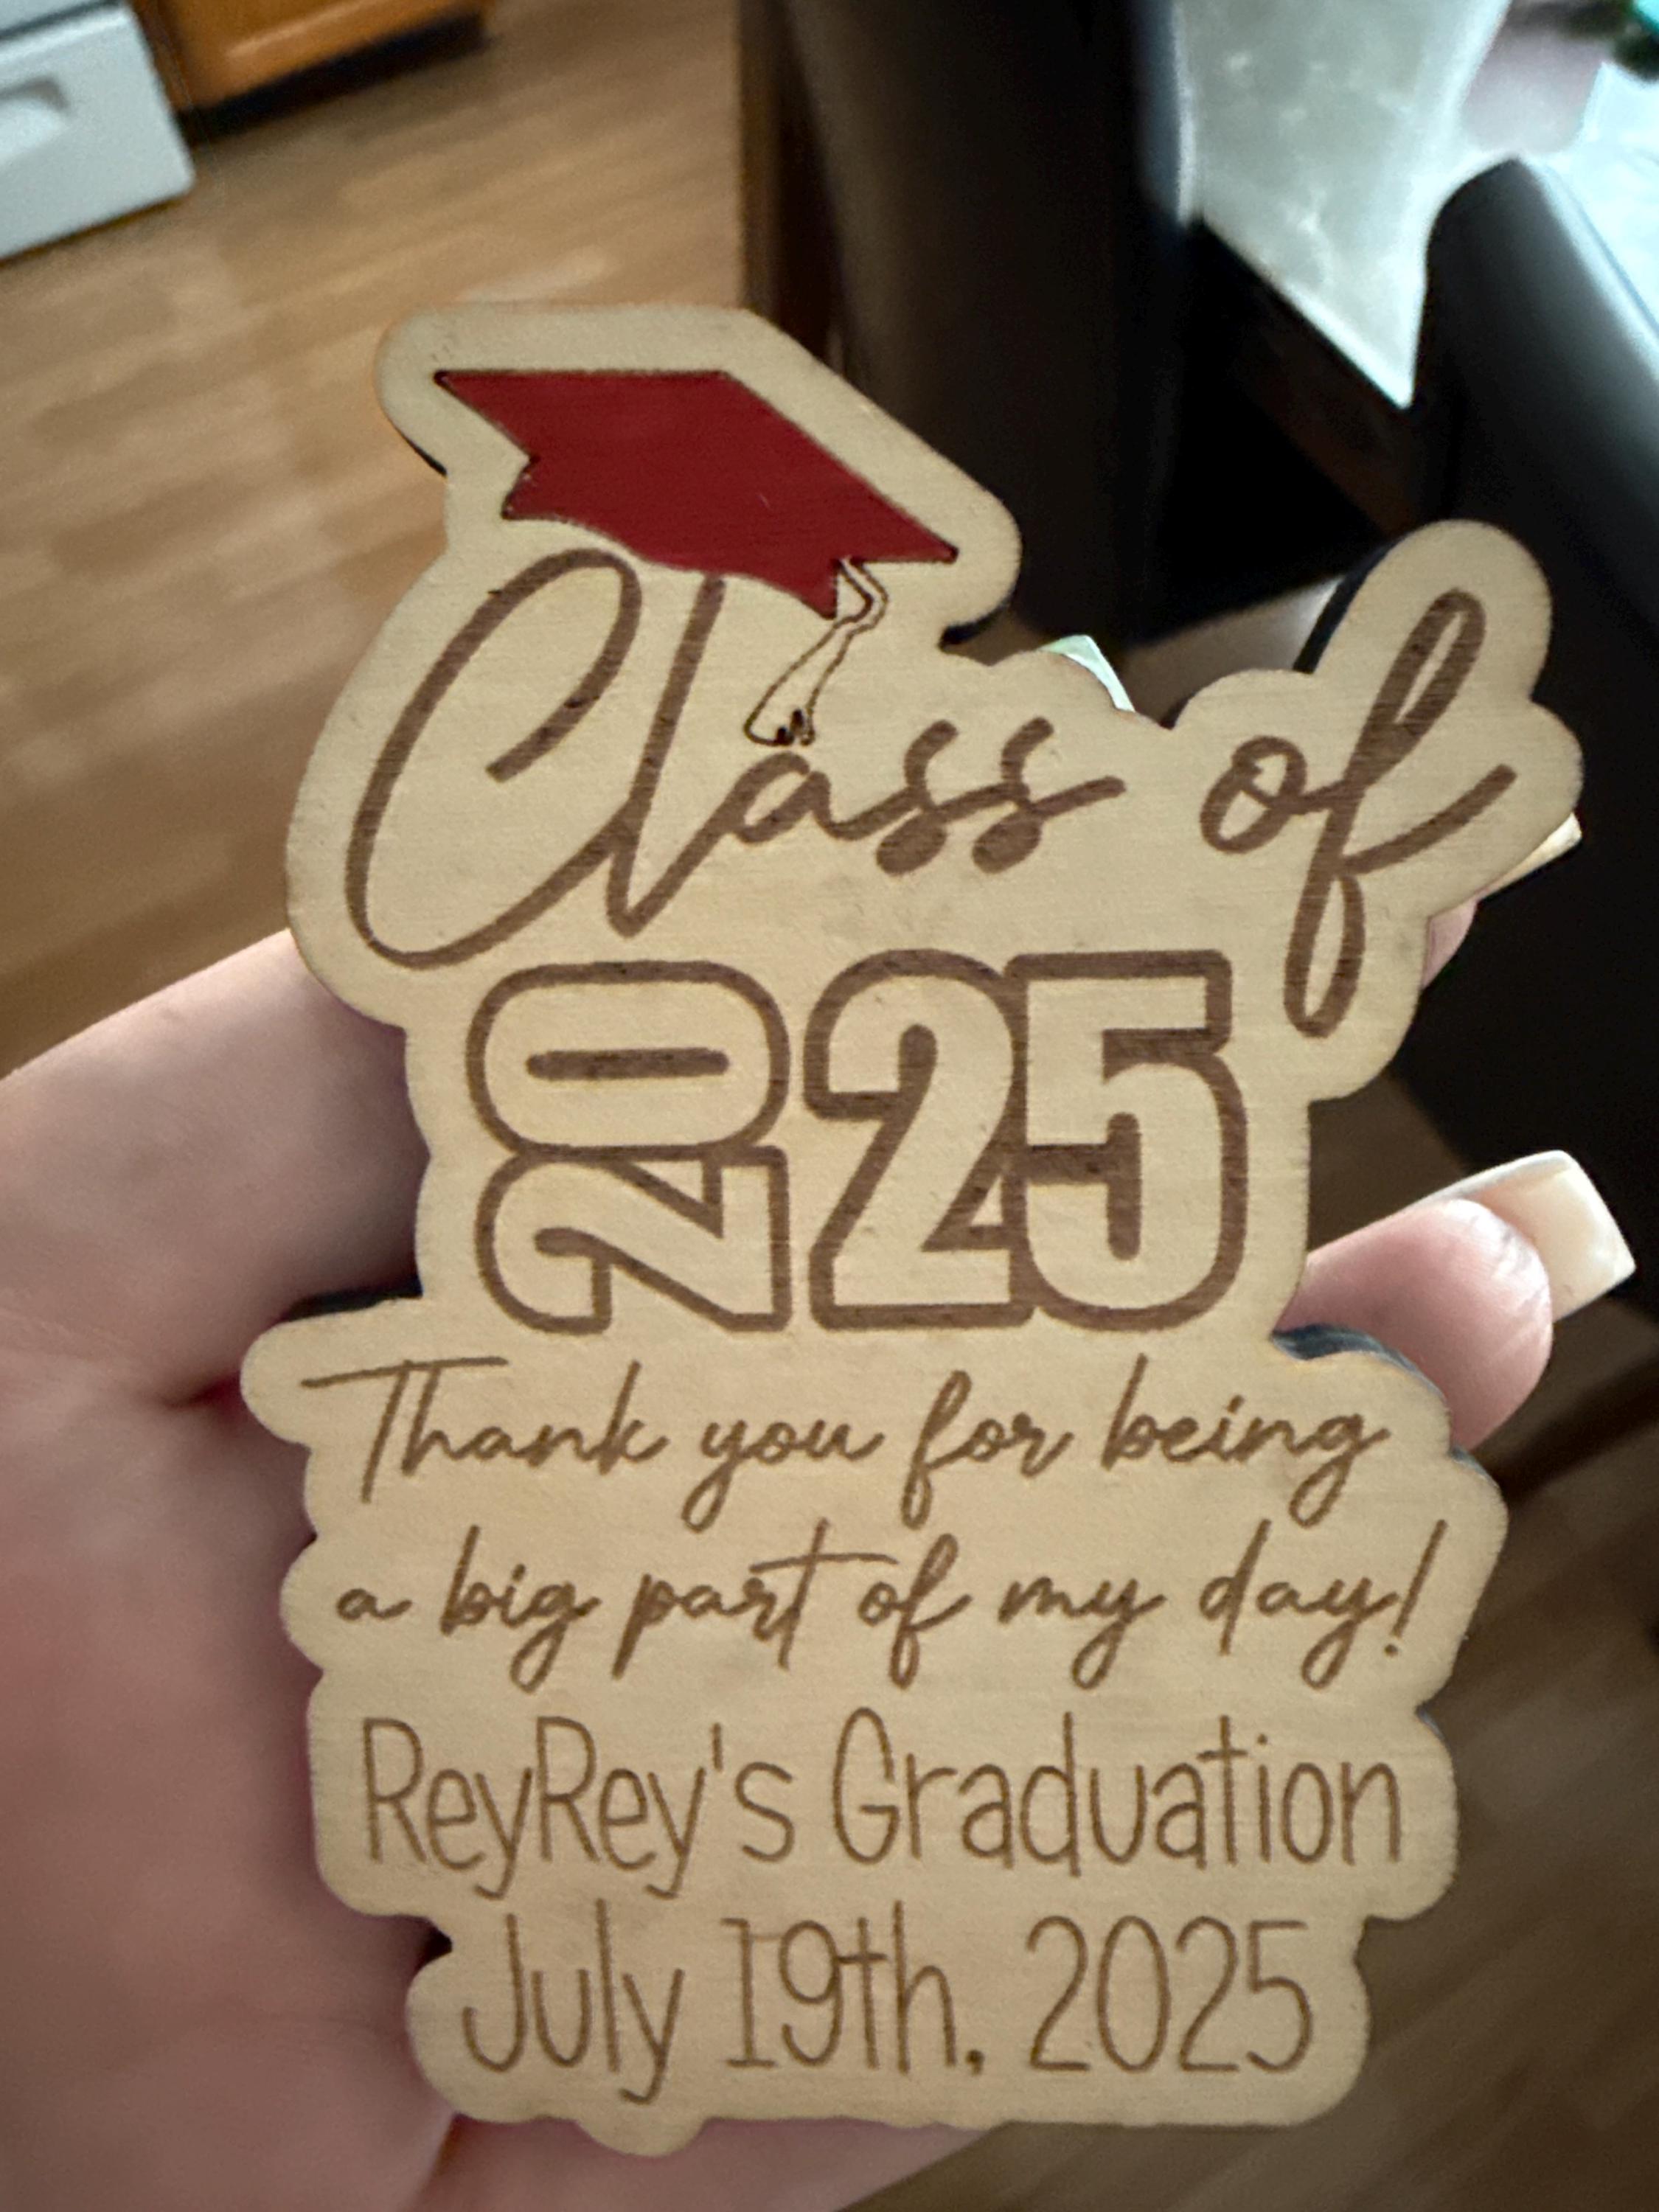 Class of
2025
Thank you for being
a big part of my day!
ReyRey's Graduation
July 19th, 2025